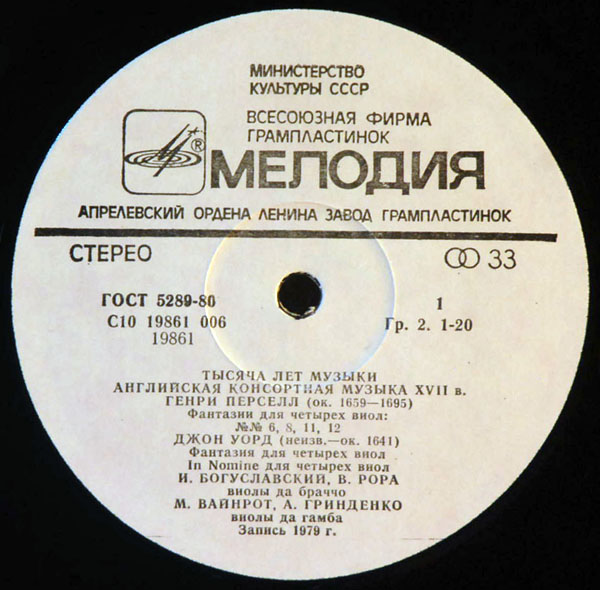 МИНИСТЕРСТВО
КУЛЬТУРЫ СССР
ВСЕСОЮЗНАЯ ФИРМА
ГРАМПЛАСТИНОК
®
МЕЛОДИЯ
АПРЕЛЕВСКИЙ ОРДЕНА ЛЕНИНА ЗАВОД ГРАМПЛАСТИНОК
СТЕРЕО 33
ГОСТ 5289-80 1
С10 19861 006 Гр. 2. 1-20
19861
ТЫСЯЧА ЛЕТ МУЗЫКИ
АНГЛИЙСКАЯ КОНСОРТНАЯ МУЗЫКА XVII в.
ГЕНРИ ПЕРСЕЛЛ (ок. 1659—1695)
Фантазии для четырех виол:
№№ 6, 8, 11, 12
ДЖОН УОРД (неизв.—ок. 1641)
Фантазия для четырех виол
In Nomine для четырех виол
И. БОГУСЛАВСКИЙ, В. РОРА
виолы да браччо
М. ВАЙНРОТ, А. ГРИНДЕНКО
виолы да гамба
Запись 1979 г.